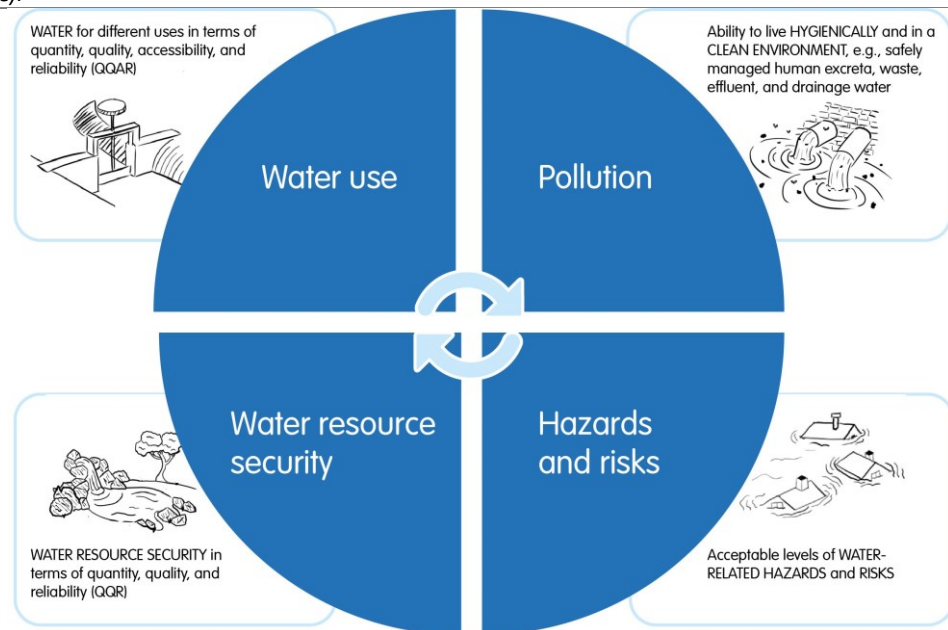 WATER for different uses in terms of
quantity, quality, accessibility, and
reliability (QQAR)
Ability to live HYGIENICALLY and in a
CLEAN ENVIRONMENT, e.g., safely
managed human excreta, waste,
effluent, and drainage water
Water use
Pollution
Water resource
security
Hazards
and risks
WATER RESOURCE SECURITY in
terms of quantity, quality, and
reliability (QQR)
Acceptable levels of WATER-
RELATED HAZARDS and RISKS